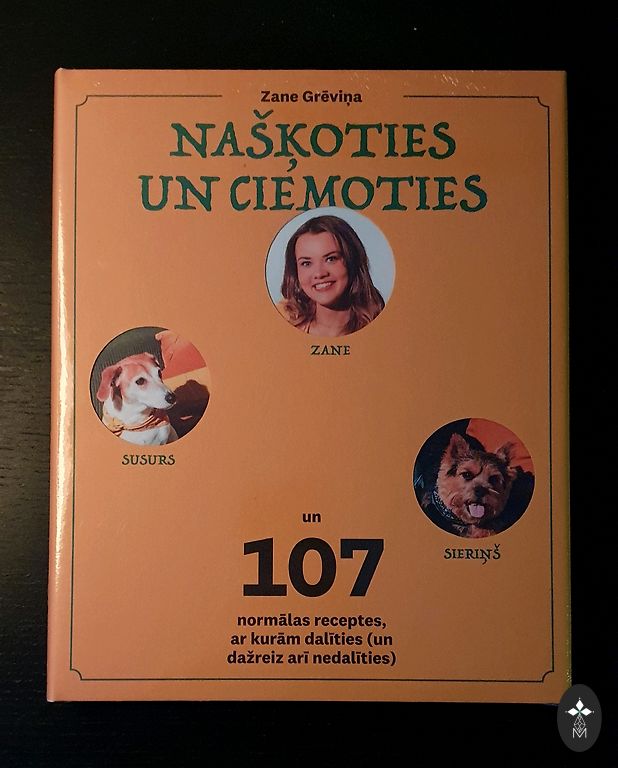 Zane Grēviņa
NAŠĶOTIES
UN CIEMOTIES
ZANE
SUSURS
SIERIŅŠ
un
107
normālas receptes,
ar kurām dalīties (un
dažreiz arī nedalīties)
M